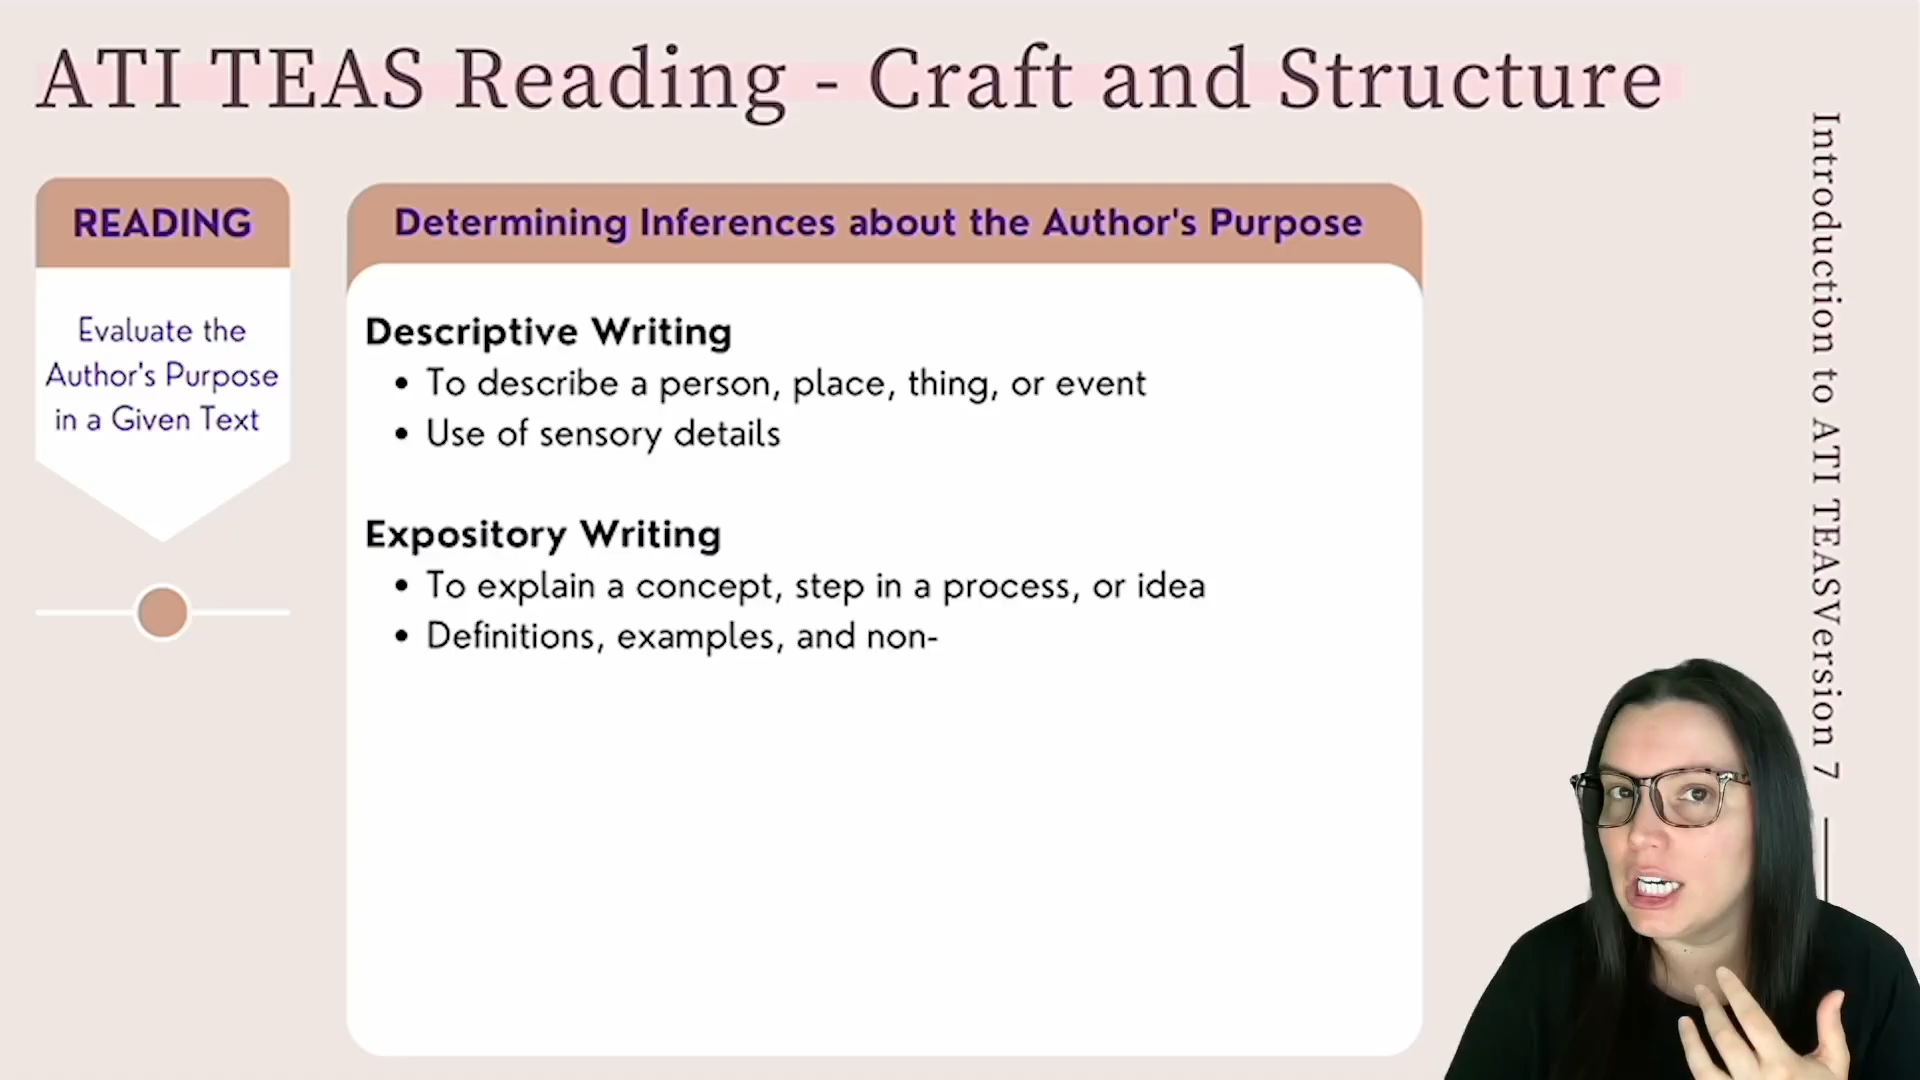 ATI TEAS Reading - Craft and Structure
READING
Evaluate the
Author's Purpose
in a Given Text
Determining Inferences about the Author's Purpose
Descriptive Writing
• To describe a person, place, thing, or event
• Use of sensory details
Expository Writing
• To explain a concept, step in a process, or idea
• Definitions, examples, and non-
Introduction to ATI TEASVersion 7